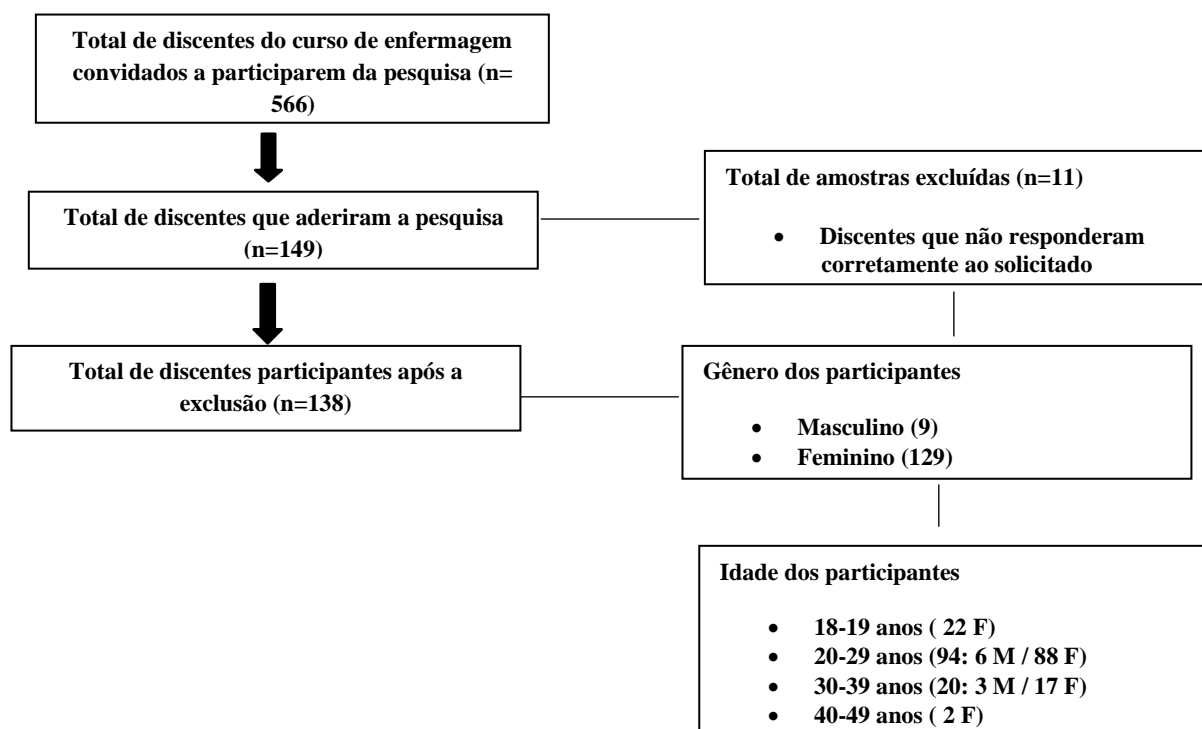 Total de discentes do curso de enfermagem
convidados a participarem da pesquisa (n=
566)
Total de discentes que aderiram a pesquisa
(n=149)
Total de amostras excluídas (n=11)
• Discentes que não responderam
corretamente ao solicitado
Total de discentes participantes após a
exclusão (n=138)
Gênero dos participantes
• Masculino (9)
• Feminino (129)
Idade dos participantes
• 18-19 anos ( 22 F)
• 20-29 anos (94: 6 M / 88 F)
• 30-39 anos (20: 3 M / 17 F)
• 40-49 anos ( 2 F)